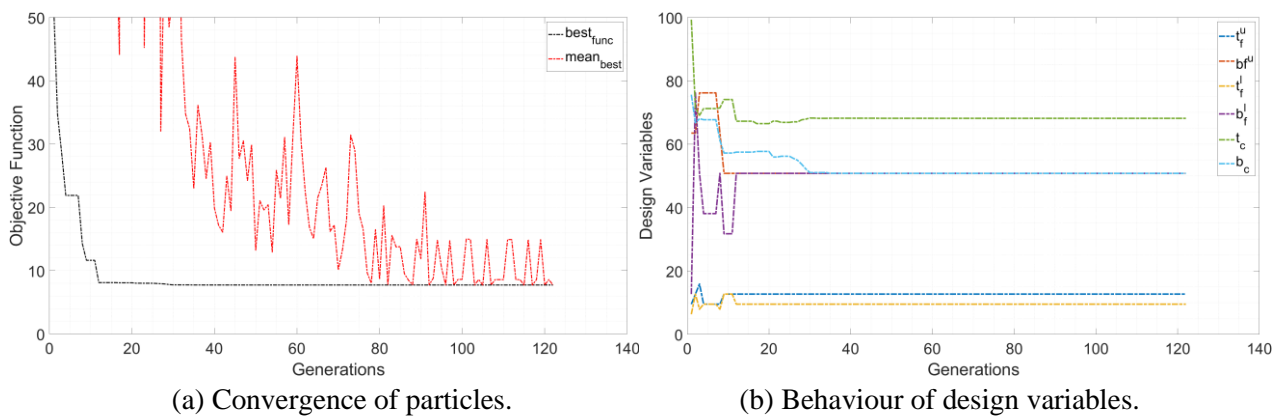 50
40
30
20
10
0
Objective Function
0 20 40 60 80 100 120 140
Generations
best_func
mean_best
(a) Convergence of particles.
100
80
60
40
20
0
Design Variables
0 20 40 60 80 100 120 140
Generations
t_f^u
bf^u
t_f^l
b_f^l
t_c
b_c
(b) Behaviour of design variables.